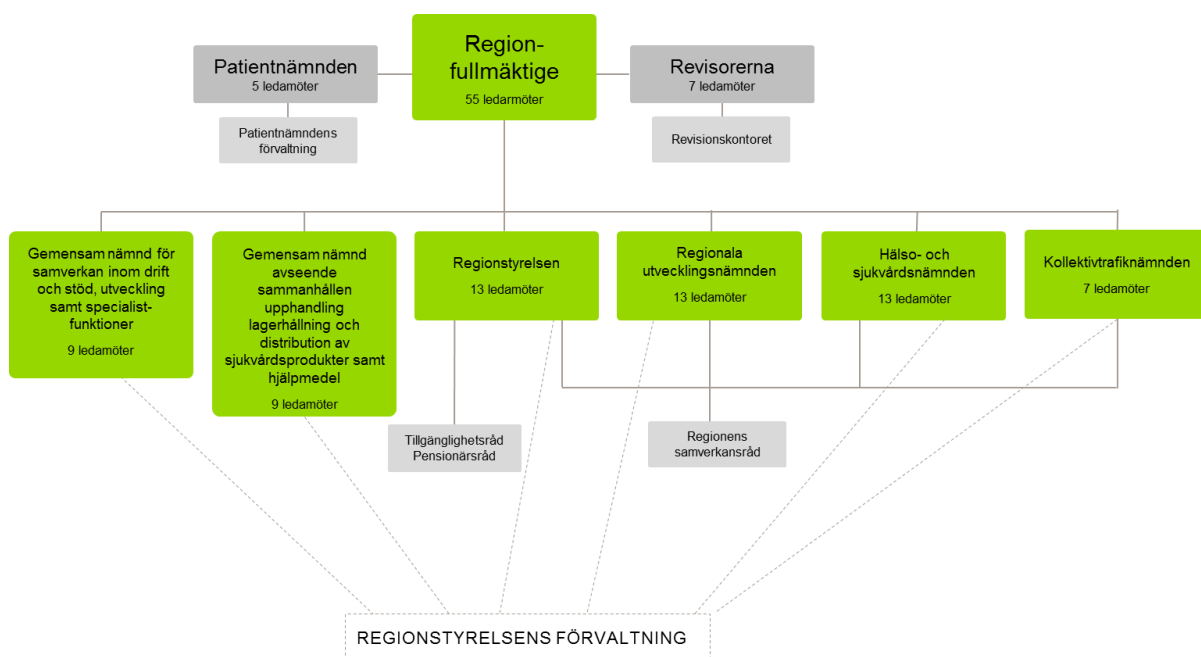 Patientnämnden
5 ledamöter
Region-
fullmäktige
55 ledarmöter
Revisorerna
7 ledamöter
Patientnämndens
förvaltning
Revisionskontoret
Gemensam nämnd för
samverkan inom drift
och stöd, utveckling
samt specialist-
funktioner
9 ledamöter
Gemensam nämnd
avseende
sammanhållen
upphandling
lagerhållning och
distribution av
sjukvårdsprodukter samt
hjälpmedel
9 ledamöter
Regionstyrelsen
13 ledamöter
Regionala
utvecklingsnämnden
13 ledamöter
Hälso- och
sjukvårdsnämnden
13 ledamöter
Kollektivtrafiknämnden
7 ledamöter
Tillgänglighetsråd
Pensionärsråd
Regionens
samverkansråd
REGIONSTYRELSENS FÖRVALTNING